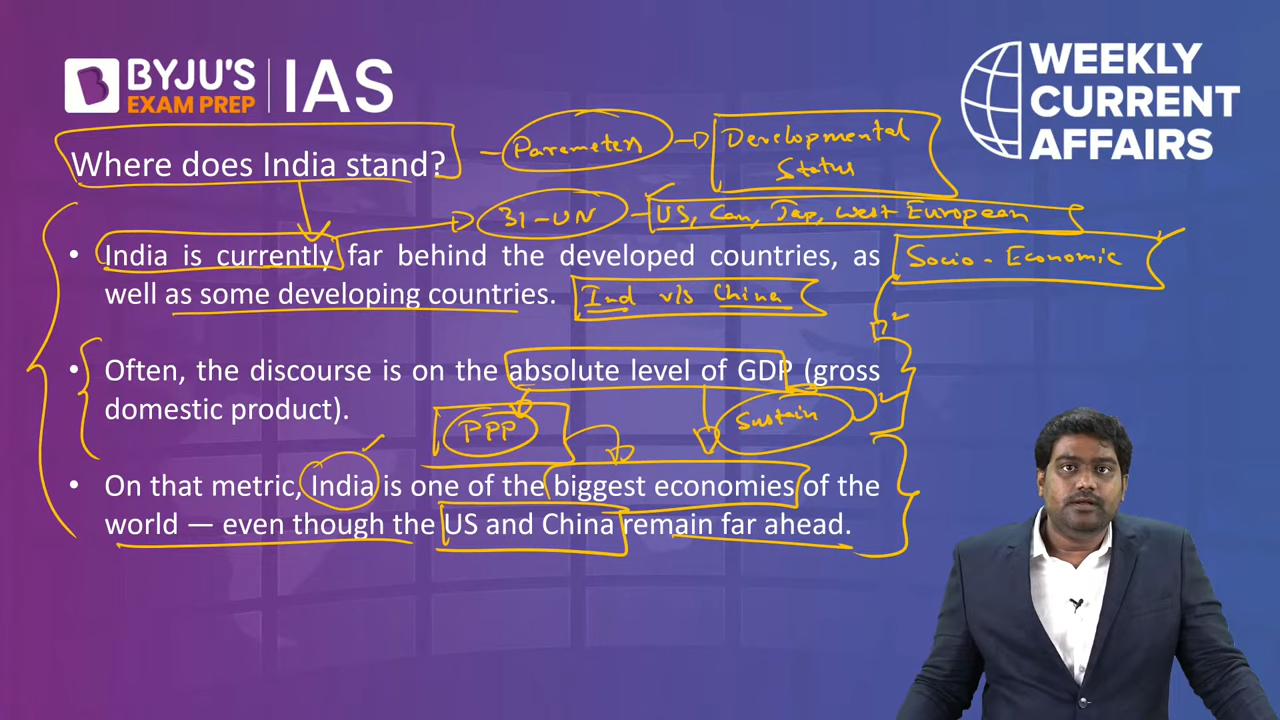 BYJU'S
EXAM PREP
IAS
WEEKLY
CURRENT
AFFAIRS
Where does India stand?
Parameters
Developmental
Status
31-UN
US, Can, Jap, West European
• India is currently far behind the developed countries, as
well as some developing countries.
Ind v/s China
Socio-Economic
• Often, the discourse is on the absolute level of GDP (gross
domestic product).
PPP
Sustain
• On that metric, India is one of the biggest economies of the
world — even though the US and China remain far ahead.